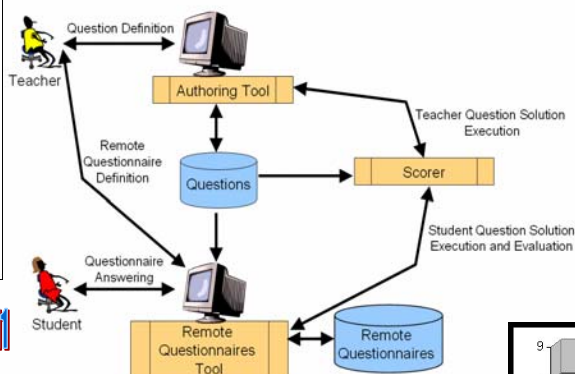 Question Definition
Teacher
Authoring Tool
Teacher Question Solution
Execution
Remote
Questionnaire
Definition
Questions
Scorer
Student Question Solution
Execution and Evaluation
Questionnaire
Answering
Student
Remote
Questionnaires
Tool
Remote
Questionnaires
9